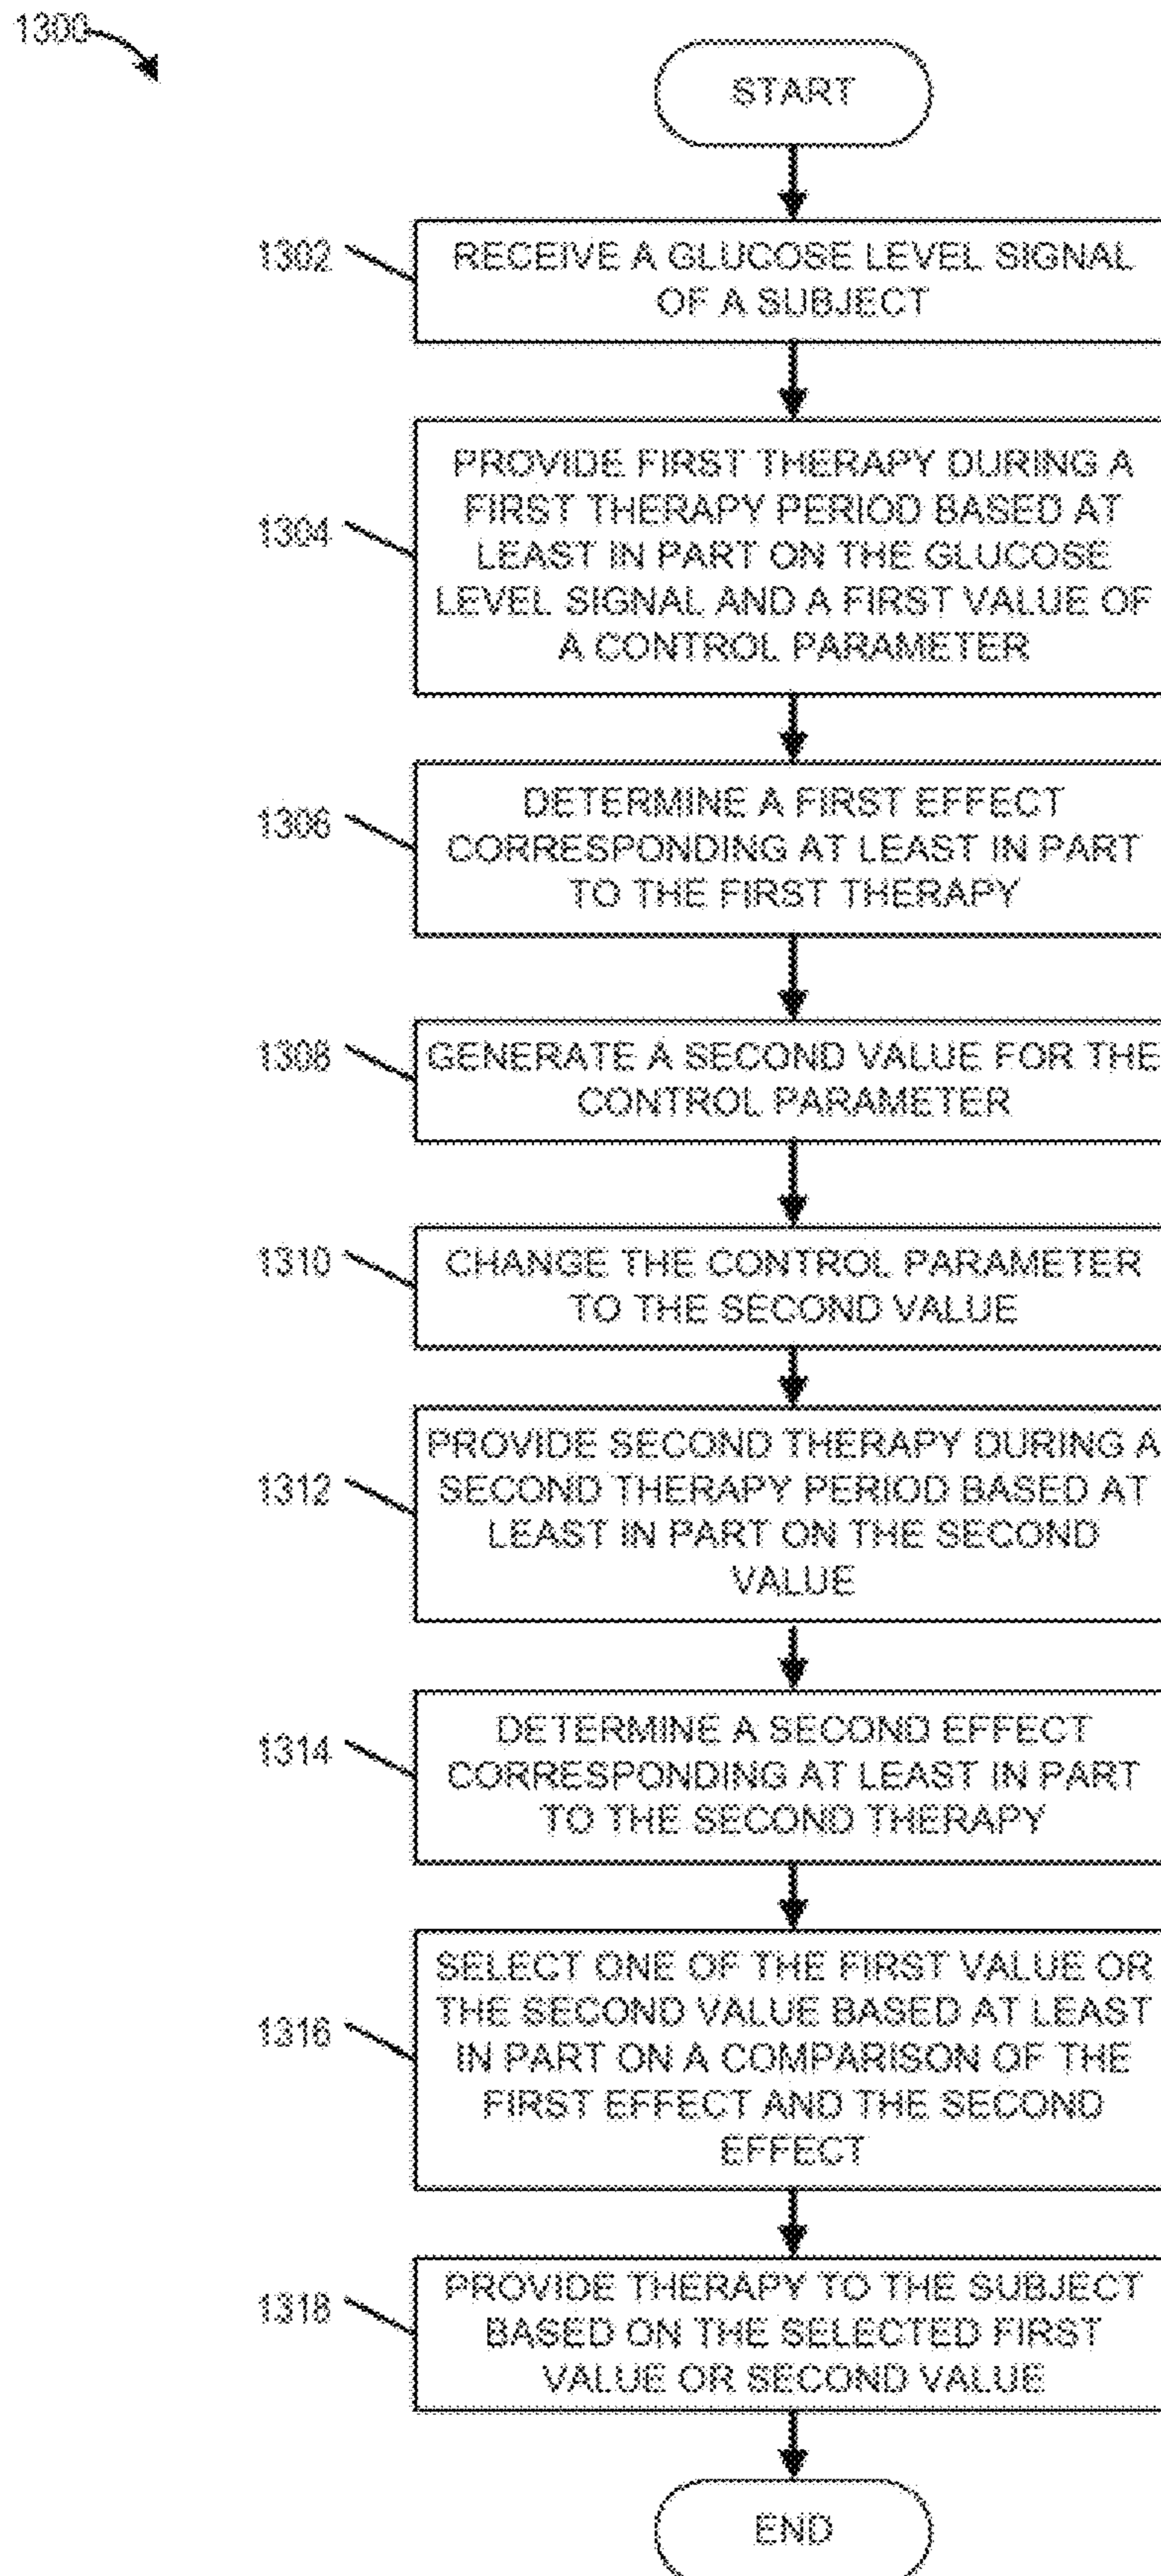 1300
START
1302
RECEIVE A GLUCOSE LEVEL SIGNAL
OF A SUBJECT
1304
PROVIDE FIRST THERAPY DURING A
FIRST THERAPY PERIOD BASED AT
LEAST IN PART ON THE GLUCOSE
LEVEL SIGNAL AND A FIRST VALUE OF
A CONTROL PARAMETER
1306
DETERMINE A FIRST EFFECT
CORRESPONDING AT LEAST IN PART
TO THE FIRST THERAPY
1308
GENERATE A SECOND VALUE FOR THE
CONTROL PARAMETER
1310
CHANGE THE CONTROL PARAMETER
TO THE SECOND VALUE
1312
PROVIDE SECOND THERAPY DURING A
SECOND THERAPY PERIOD BASED AT
LEAST IN PART ON THE SECOND
VALUE
1314
DETERMINE A SECOND EFFECT
CORRESPONDING AT LEAST IN PART
TO THE SECOND THERAPY
1316
SELECT ONE OF THE FIRST VALUE OR
THE SECOND VALUE BASED AT LEAST
IN PART ON A COMPARISON OF THE
FIRST EFFECT AND THE SECOND
EFFECT
1318
PROVIDE THERAPY TO THE SUBJECT
BASED ON THE SELECTED FIRST
VALUE OR SECOND VALUE
END